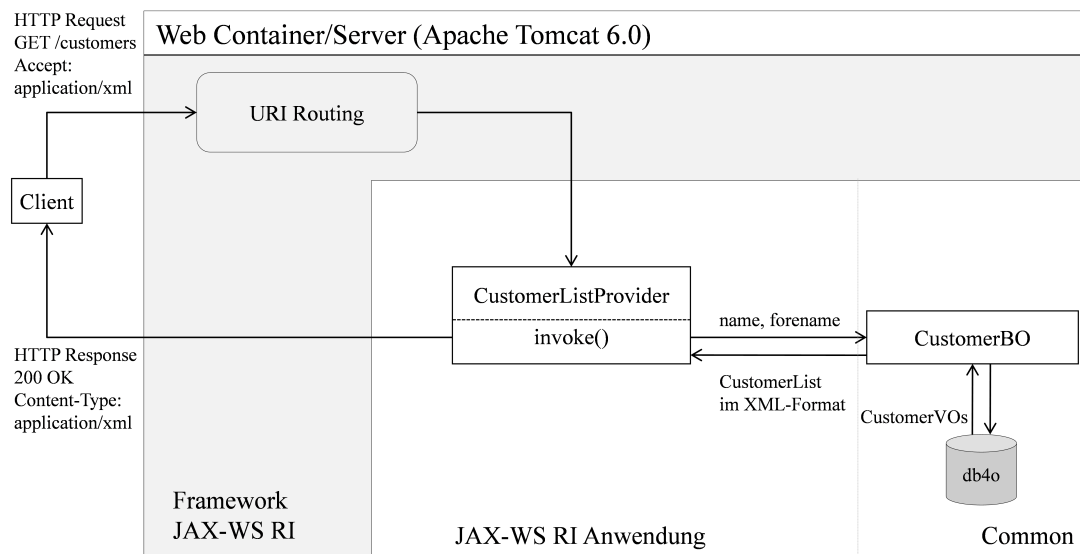 HTTP Request
GET /customers
Accept:
application/xml
Web Container/Server (Apache Tomcat 6.0)
URI Routing
Client
CustomerListProvider
invoke()
name, forename
CustomerBO
HTTP Response
200 OK
Content-Type:
application/xml
CustomerList
im XML-Format
CustomerVOs
db4o
Framework
JAX-WS RI
JAX-WS RI Anwendung
Common